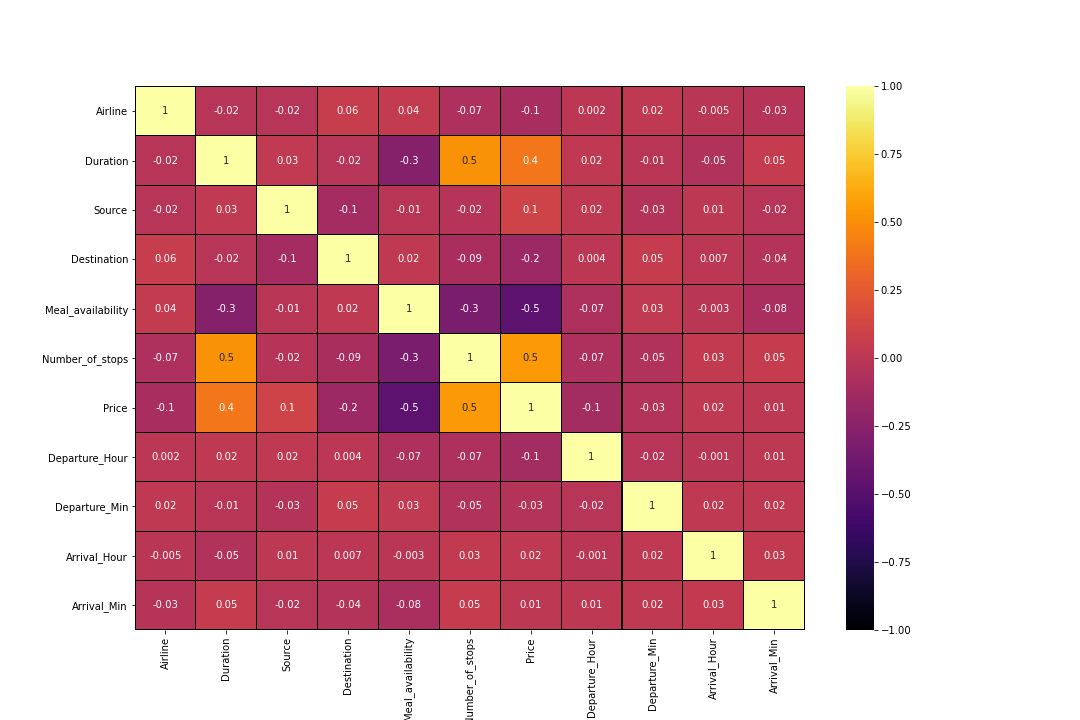 Airline 1 -0.02 -0.02 0.06 0.04 -0.07 -0.1 0.002 0.02 -0.005 -0.03
Duration -0.02 1 0.03 -0.02 -0.3 0.5 0.4 0.02 -0.01 -0.05 0.05
Source -0.02 0.03 1 -0.1 -0.01 -0.02 0.1 0.02 -0.03 0.01 -0.02
Destination 0.06 -0.02 -0.1 1 0.02 -0.09 -0.2 0.004 0.05 0.007 -0.04
Meal_availability 0.04 -0.3 -0.01 0.02 1 -0.3 -0.5 -0.07 0.03 -0.003 -0.08
Number_of_stops -0.07 0.5 -0.02 -0.09 -0.3 1 0.5 -0.07 -0.05 0.03 0.05
Price -0.1 0.4 0.1 -0.2 -0.5 0.5 1 -0.1 -0.03 0.02 0.01
Departure_Hour 0.002 0.02 0.02 0.004 -0.07 -0.07 -0.1 1 -0.02 -0.001 0.01
Departure_Min 0.02 -0.01 -0.03 0.05 0.03 -0.05 -0.03 -0.02 1 0.02 0.02
Arrival_Hour -0.005 -0.05 0.01 0.007 -0.003 0.03 0.02 -0.001 0.02 1 0.03
Arrival_Min -0.03 0.05 -0.02 -0.04 -0.08 0.05 0.01 0.01 0.02 0.03 1
Airline
Duration
Source
Destination
Meal_availability
Number_of_stops
Price
Departure_Hour
Departure_Min
Arrival_Hour
Arrival_Min
1.00
0.75
0.50
0.25
0.00
−0.25
−0.50
−0.75
−1.00